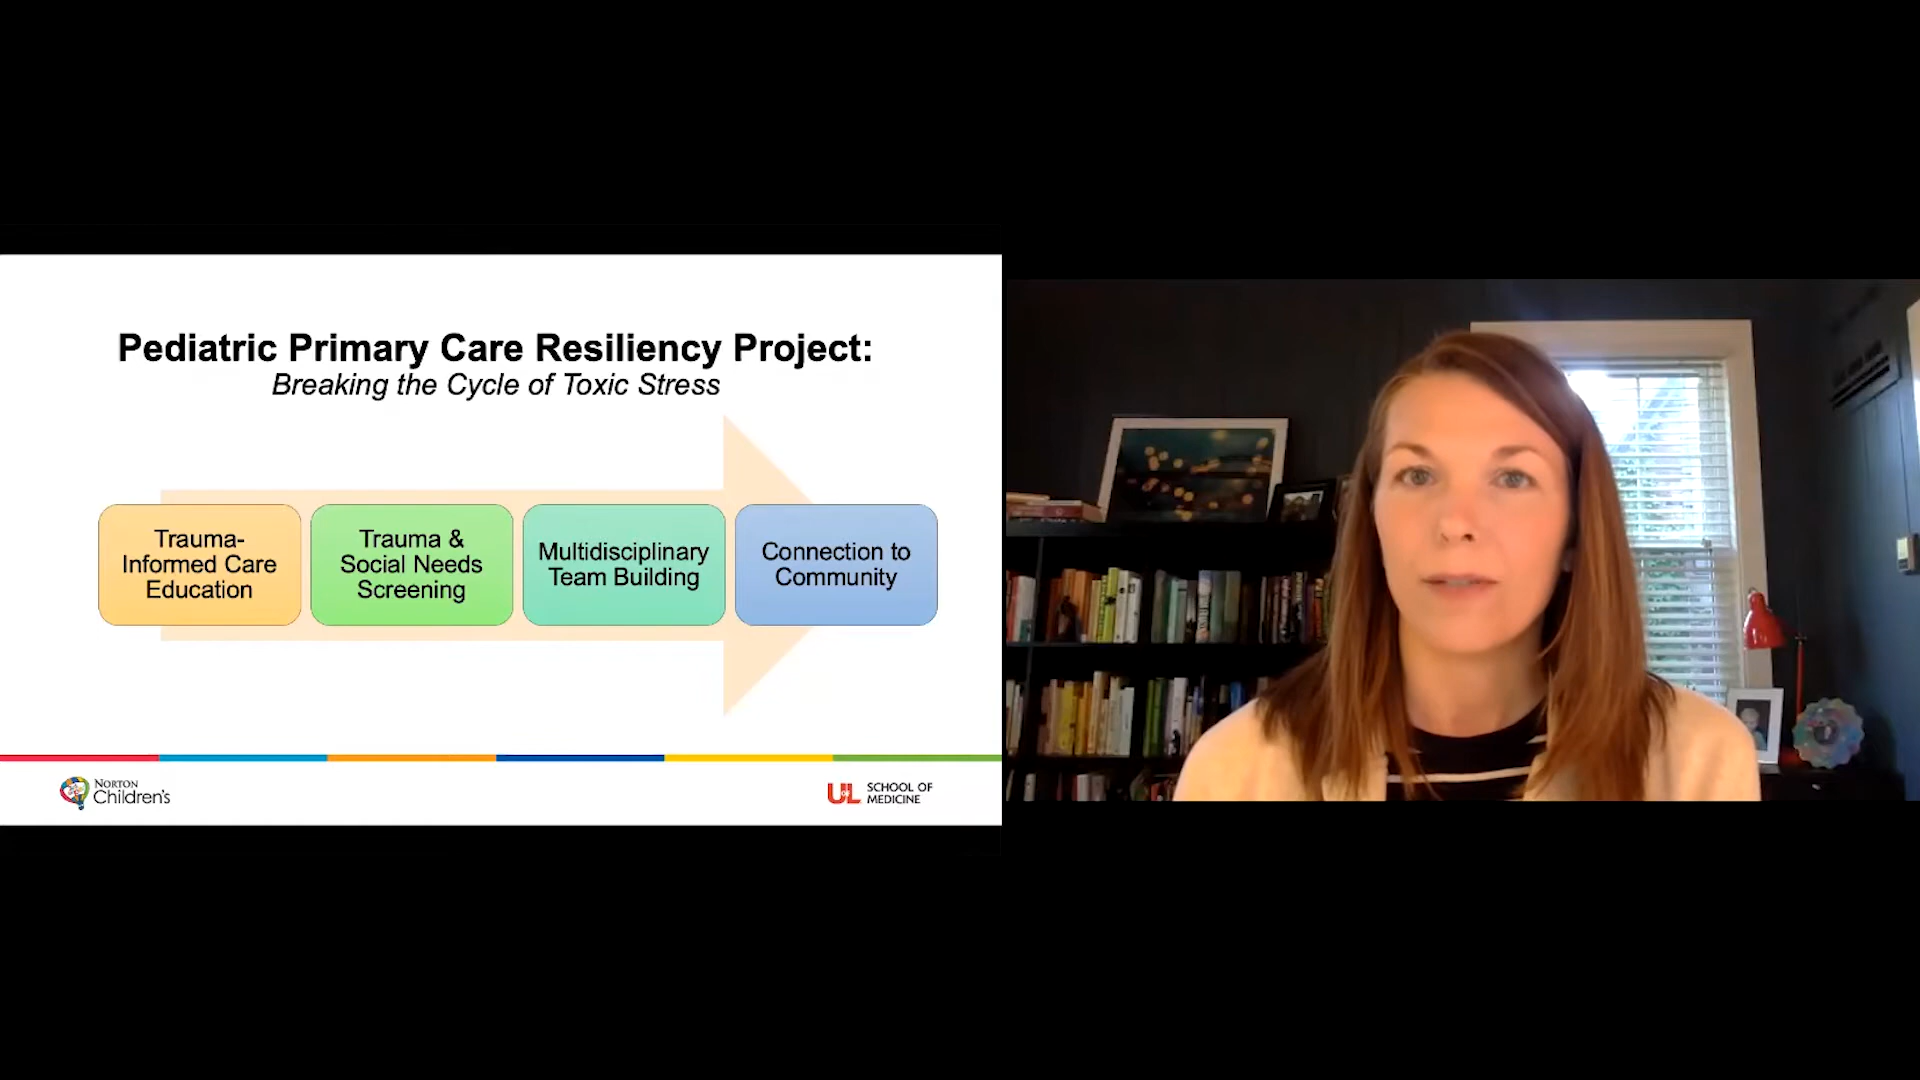 Pediatric Primary Care Resiliency Project:
Breaking the Cycle of Toxic Stress
Trauma-
Informed Care
Education
Trauma &
Social Needs
Screening
Multidisciplinary
Team Building
Connection to
Community
NORTON
Children's
UofL SCHOOL OF
MEDICINE